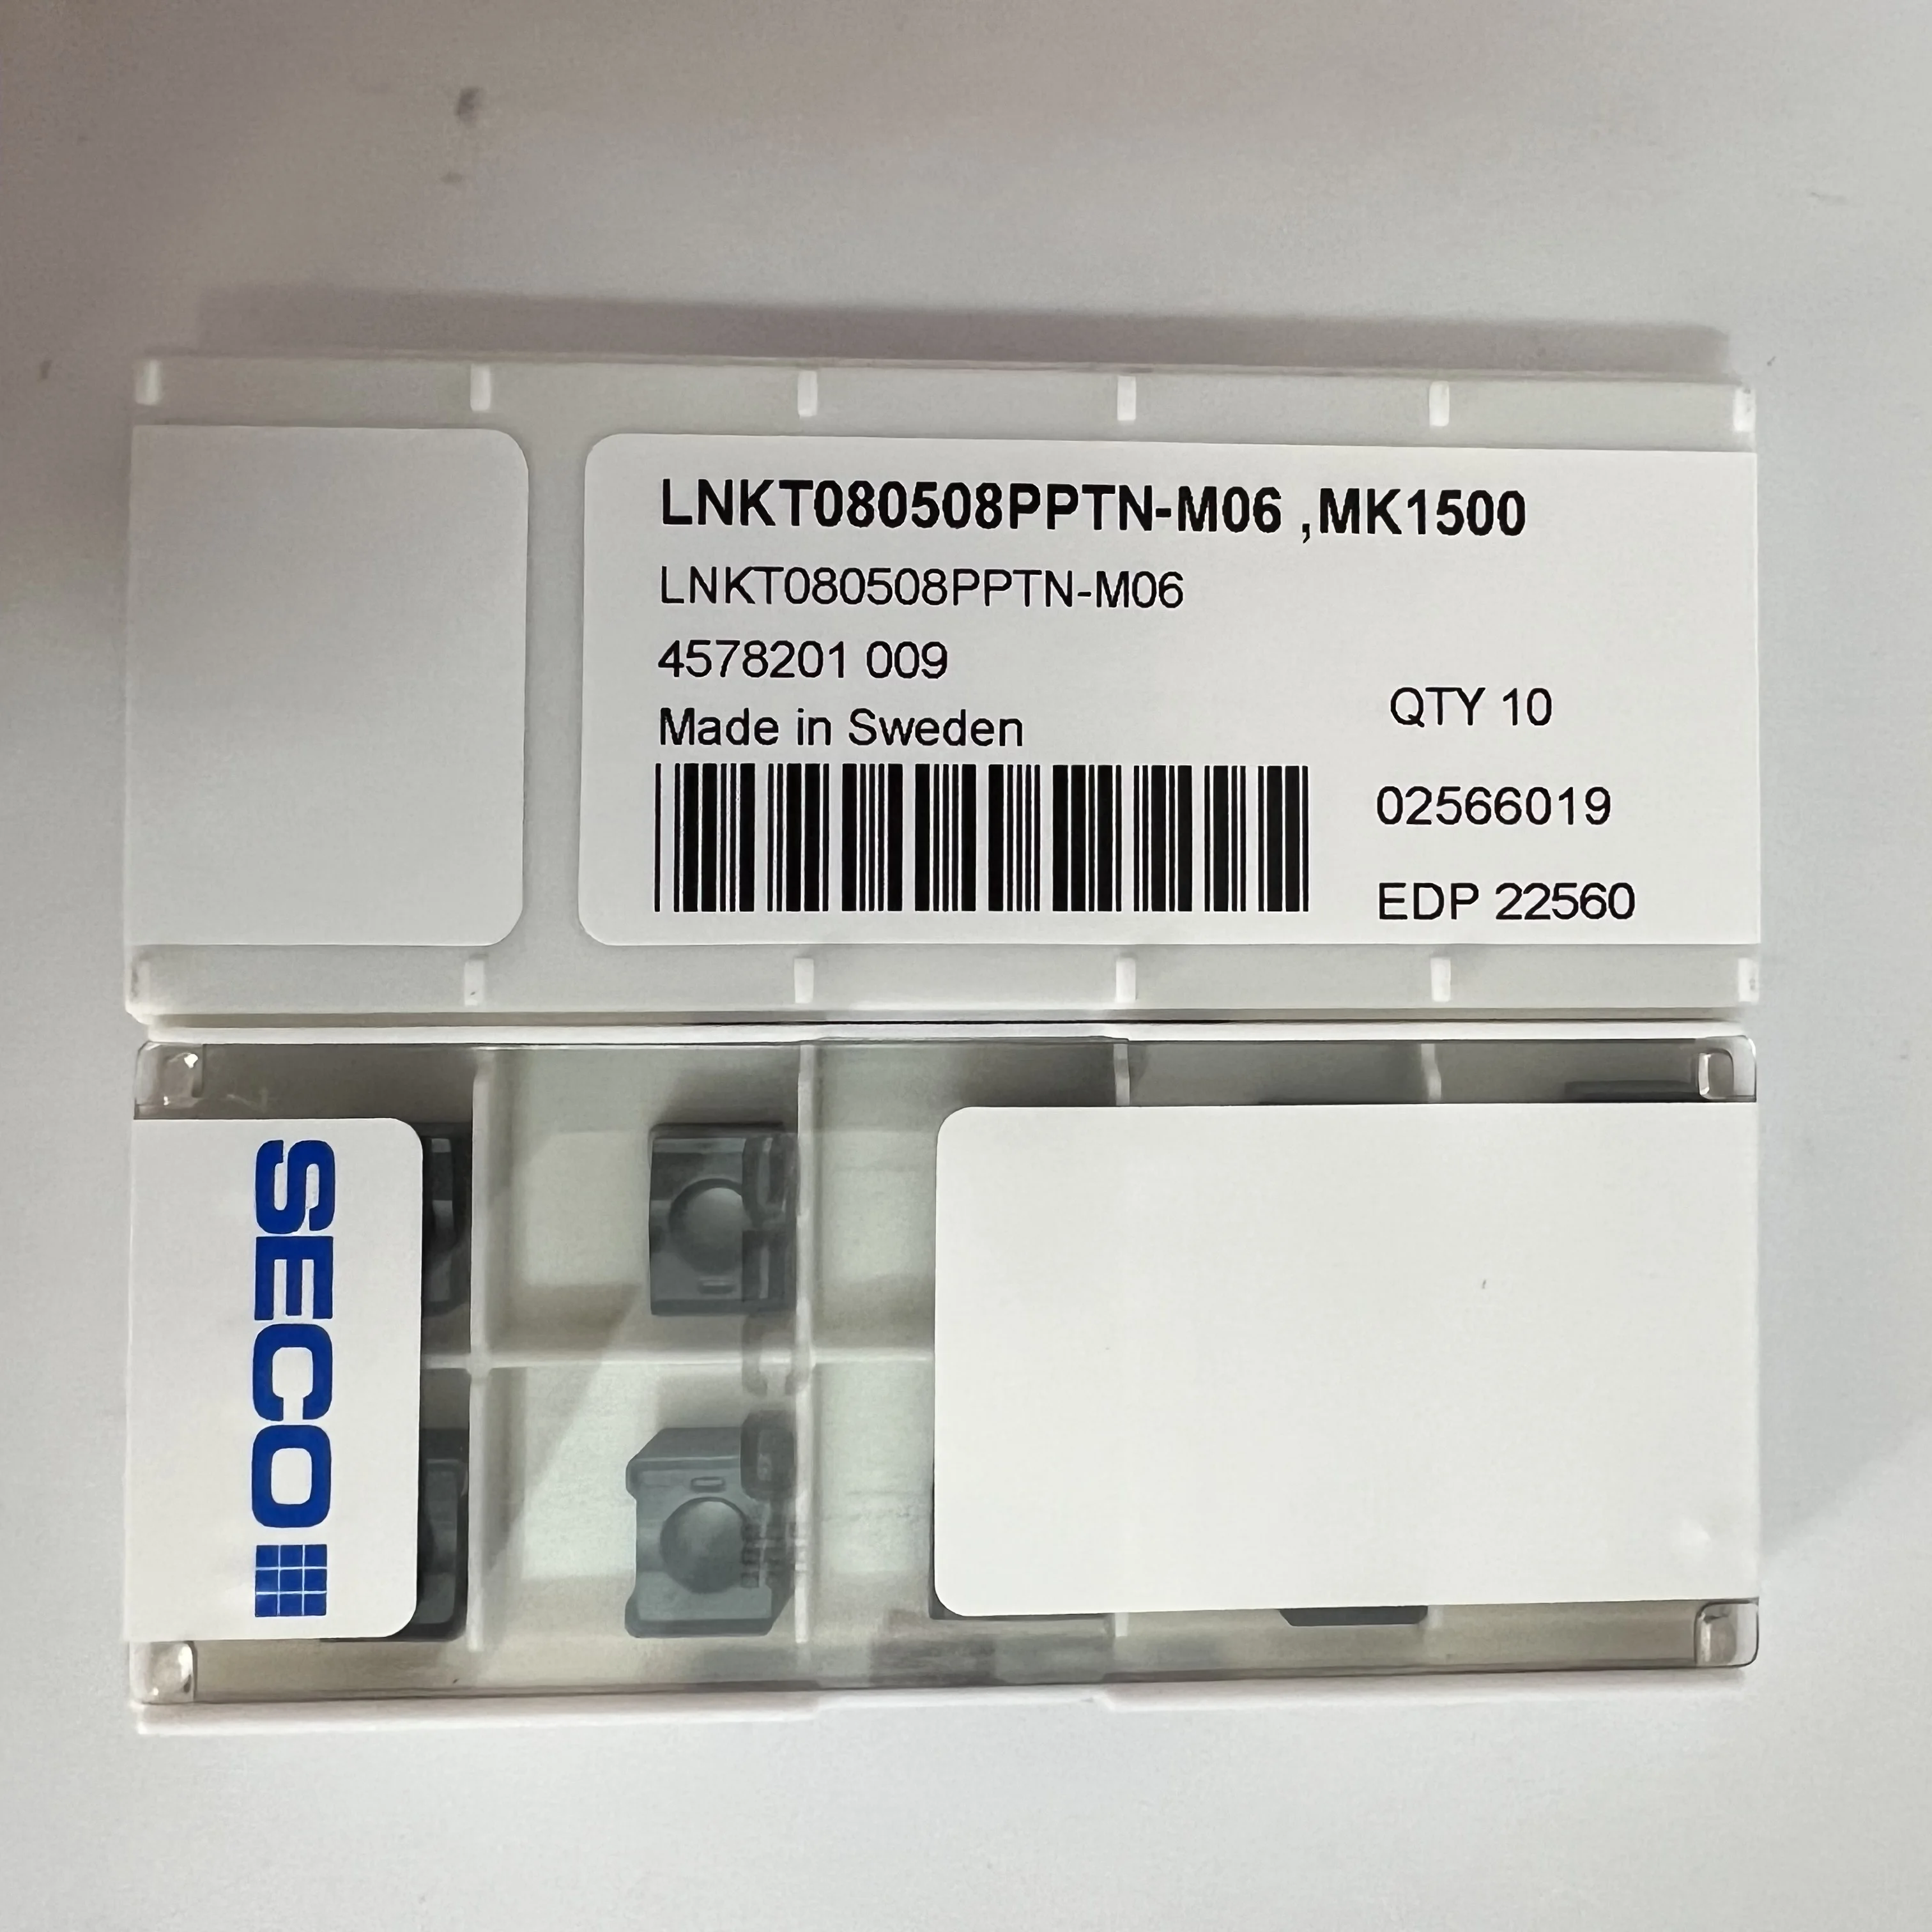 LNKT080508PPTN-M06 ,MK1500
LNKT080508PPTN-M06
4578201 009
Made in Sweden
QTY 10
02566019
EDP 22560
SECO